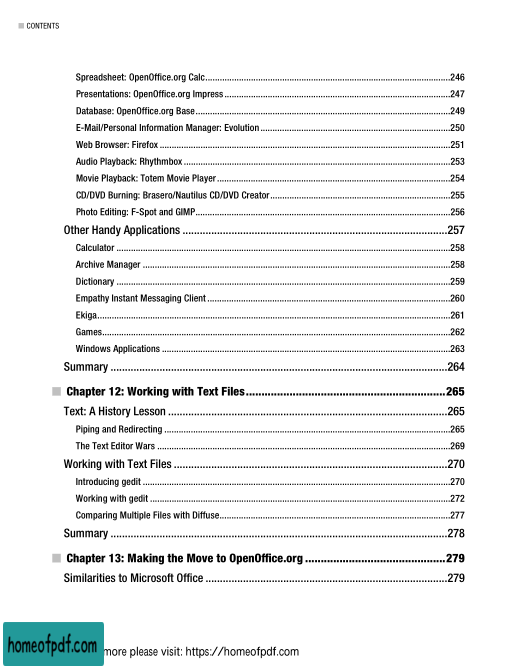 ■ CONTENTS
Spreadsheet: OpenOffice.org Calc....................246
Presentations: OpenOffice.org Impress....................247
Database: OpenOffice.org Base....................249
E-Mail/Personal Information Manager: Evolution....................250
Web Browser: Firefox....................251
Audio Playback: Rhythmbox....................253
Movie Playback: Totem Movie Player....................254
CD/DVD Burning: Brasero/Nautilus CD/DVD Creator....................255
Photo Editing: F-Spot and GIMP....................256
Other Handy Applications....................257
Calculator....................258
Archive Manager....................258
Dictionary....................259
Empathy Instant Messaging Client....................260
Ekiga....................261
Games....................262
Windows Applications....................263
Summary....................264
■ Chapter 12: Working with Text Files....................265
Text: A History Lesson....................265
Piping and Redirecting....................265
The Text Editor Wars....................269
Working with Text Files....................270
Introducing gedit....................270
Working with gedit....................272
Comparing Multiple Files with Diffuse....................277
Summary....................278
■ Chapter 13: Making the Move to OpenOffice.org....................279
Similarities to Microsoft Office....................279
homeofpdf.com more please visit: https://homeofpdf.com